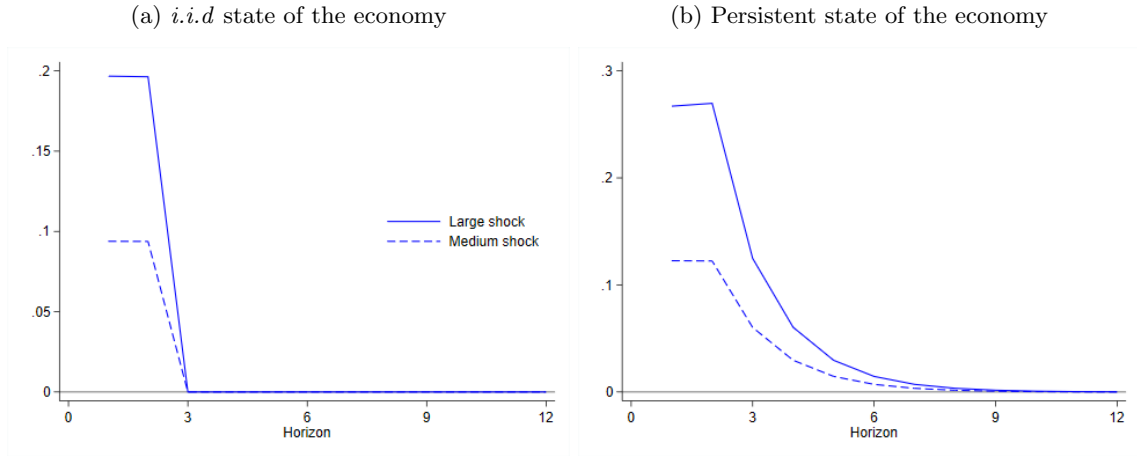 (a) i.i.d state of the economy
.2
.15
.1
.05
0
0 3 6 9 12
Horizon
Large shock
Medium shock
(b) Persistent state of the economy
.3
.2
.1
0
0 3 6 9 12
Horizon